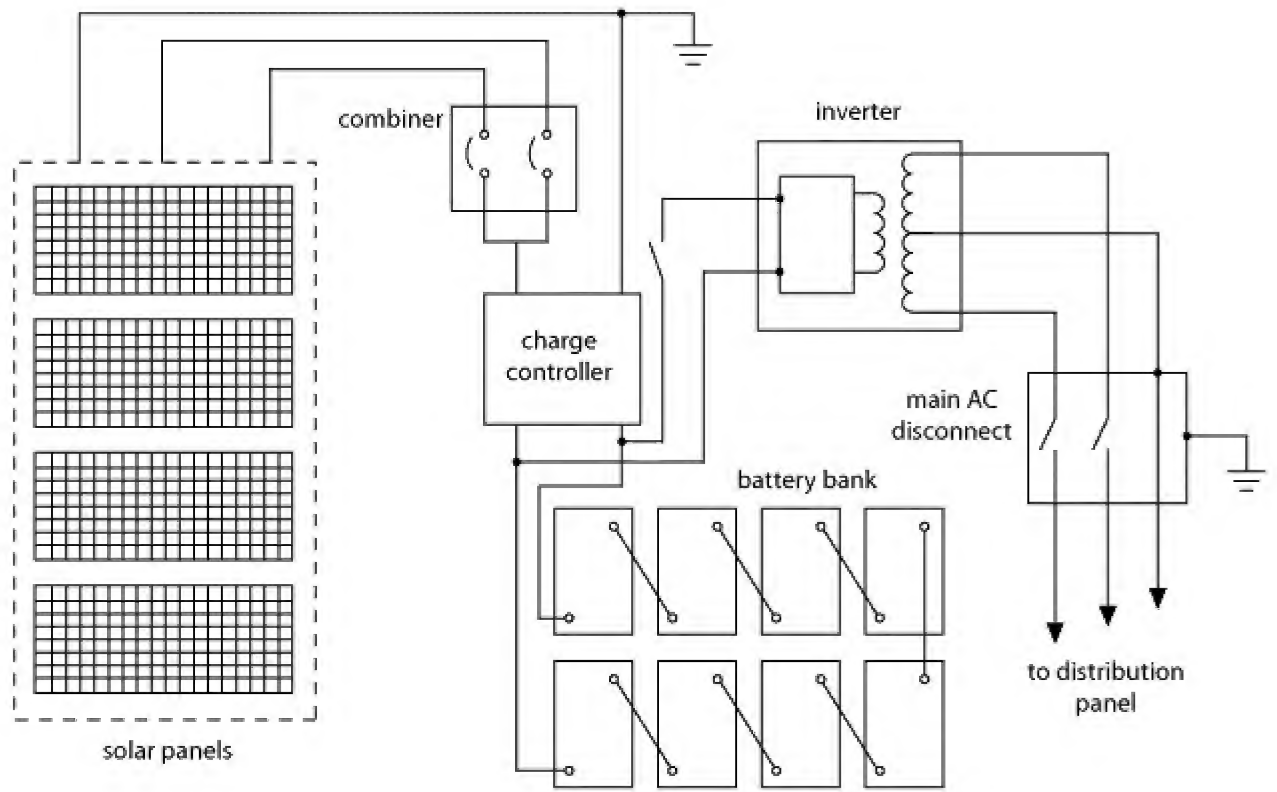 combiner
inverter
charge
controller
main AC
disconnect
battery bank
to distribution
panel
solar panels